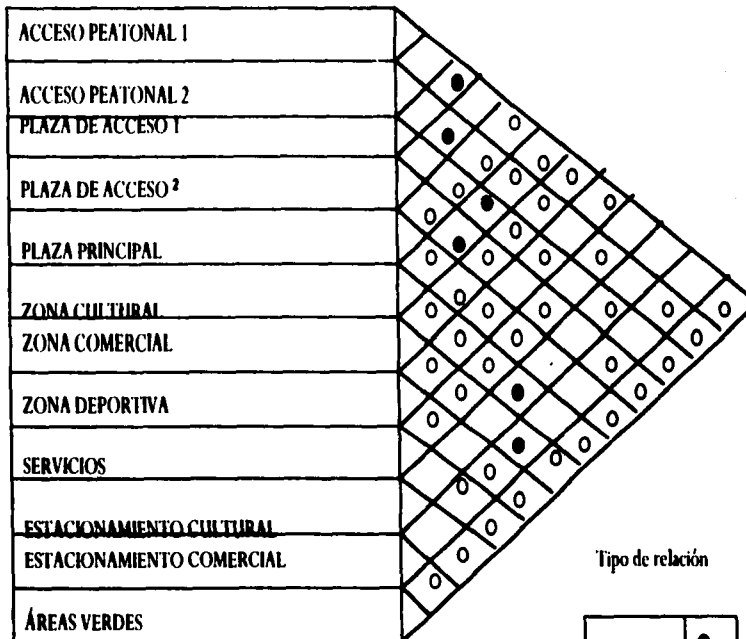 ACCESO PEATONAL 1
ACCESO PEATONAL 2
PLAZA DE ACCESO 1
PLAZA DE ACCESO 2
PLAZA PRINCIPAL
ZONA CULTURAL
ZONA COMERCIAL
ZONA DEPORTIVA
SERVICIOS
ESTACIONAMIENTO CULTURAL
ESTACIONAMIENTO COMERCIAL
Tipo de relación
ÁREAS VERDES